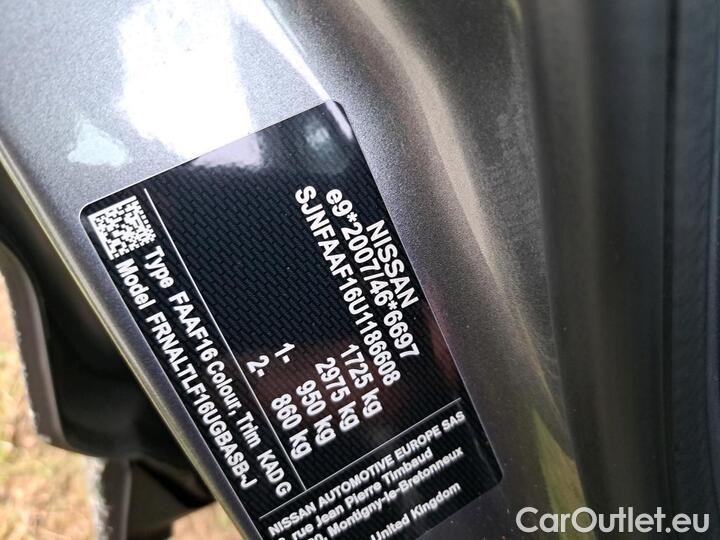 NISSAN
e9*2007/46*6697
SJNFAAF16U1186608
1725 kg
2975 kg
1- 950 kg
2- 860 kg
Type FAAF16 Colour, Trim KAD G
Model FRNALTLF16UGBASB-J
NISSAN AUTOMOTIVE EUROPE SAS
rue Jean Pierre Timbaud
Montigny-le-Bretonneux
United Kingdom
CarOutlet.eu